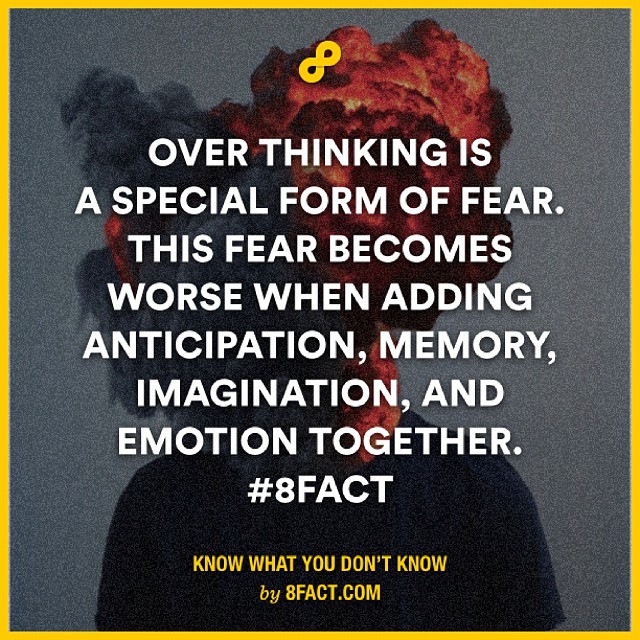 OVER THINKING IS
A SPECIAL FORM OF FEAR.
THIS FEAR BECOMES
WORSE WHEN ADDING
ANTICIPATION, MEMORY,
IMAGINATION, AND
EMOTION TOGETHER.
#8FACT
KNOW WHAT YOU DON'T KNOW
by 8FACT.COM